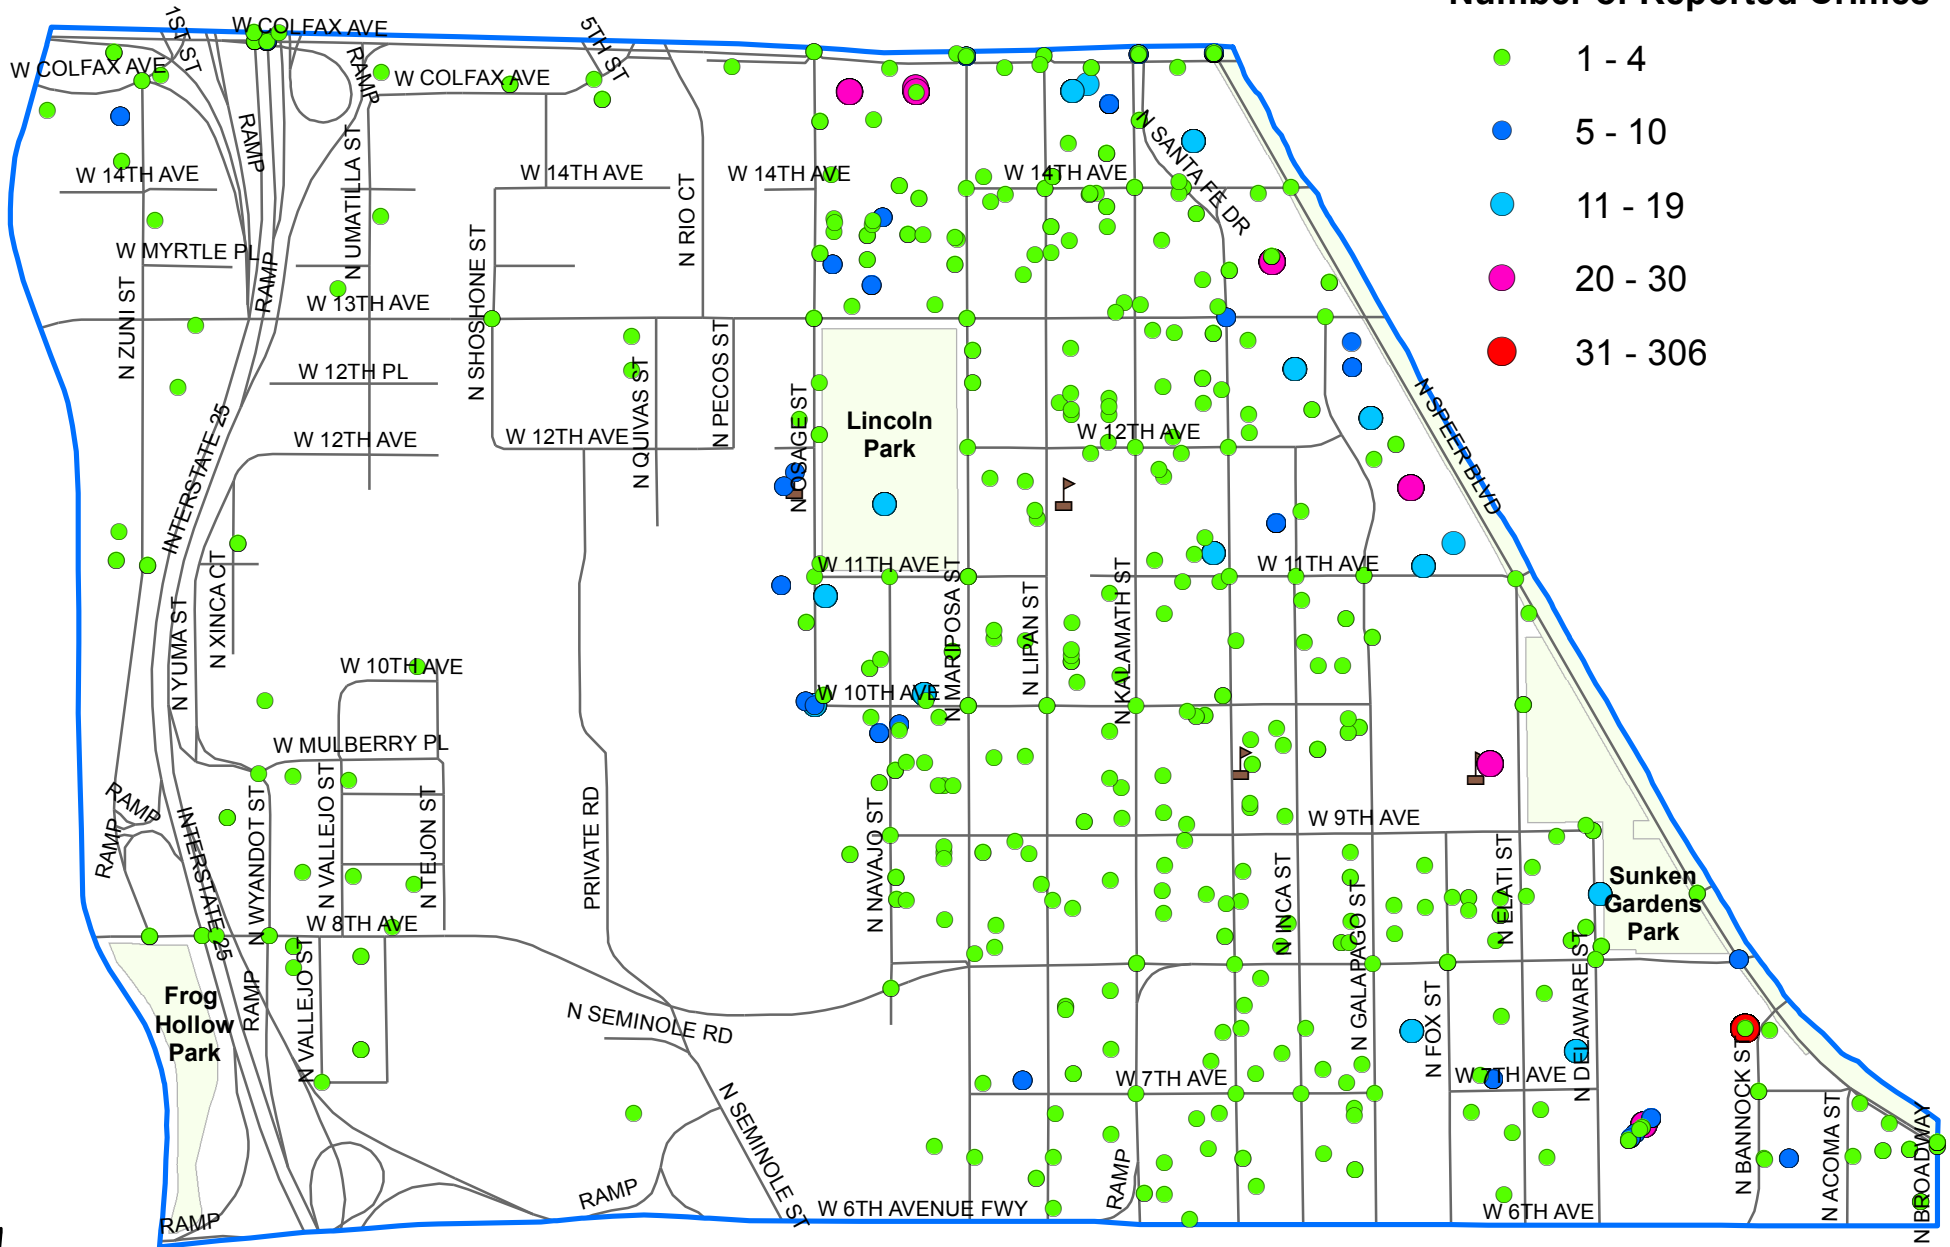 Number of Reported Crimes
1 - 4
5 - 10
11 - 19
20 - 30
31 - 306
W COLFAX AVE
1ST ST
W COLFAX AVE
RAMP
W COLFAX AVE
5TH ST
RAMP
N UMATILLA ST
W 14TH AVE
W 14TH AVE
W 14TH AVE
W 14TH AVE
N SANTA FE DR
N RIO CT
W MYRTLE PL
RAMP
N ZUNI ST
W 13TH AVE
N SHOSHONE ST
W 12TH PL
N QUIVAS ST
N PECOS ST
N OSAGE ST
Lincoln
Park
N SPEER BLVD
INTERSTATE 25
W 12TH AVE
W 12TH AVE
W 12TH AVE
N XINCA CT
W 11TH AVE
W 11TH AVE
N YUMA ST
N MARIPOSA ST
N LIPAN ST
N KALAMATH ST
W 10TH AVE
W 10TH AVE
W MULBERRY PL
RAMP
RAMP
INTERSTATE 25
N WYANDOT ST
N VALLEJO ST
N TEJON ST
PRIVATE RD
N NAVAJO ST
W 9TH AVE
N INCA ST
N GALAPAGO ST
N ELATI ST
Sunken
Gardens
Park
W 8TH AVE
N DELAWARE ST
Frog
Hollow
Park
RAMP
N VALLEJO ST
N SEMINOLE RD
N FOX ST
W 7TH AVE
W 7TH AVE
N BANNOCK ST
N ACOMA ST
N BROADWAY
N SEMINOLE ST
RAMP
RAMP
RAMP
W 6TH AVENUE FWY
W 6TH AVE